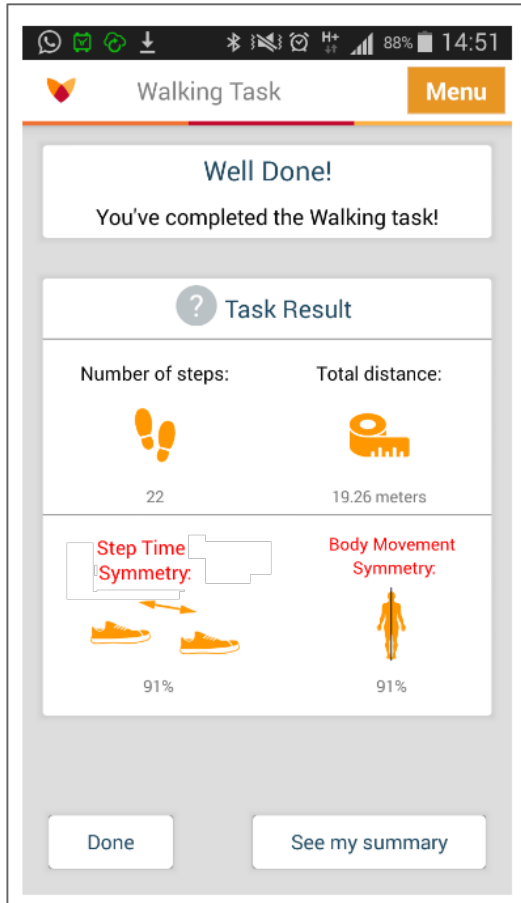 H+ 88% 14:51
Walking Task Menu
Well Done!
You've completed the Walking task!
? Task Result
Number of steps: Total distance:
22 19.26 meters
Step Time Body Movement
Symmetry: Symmetry:
91% 91%
Done See my summary